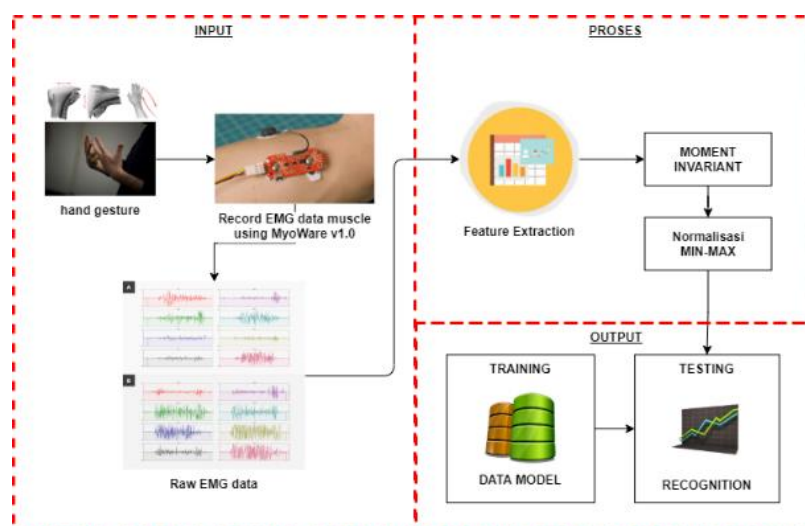 INPUT
hand gesture
Record EMG data muscle
using MyoWare v1.0
A
B
Raw EMG data
PROSES
Feature Extraction
MOMENT
INVARIANT
Normalisasi
MIN-MAX
OUTPUT
TRAINING
DATA MODEL
TESTING
RECOGNITION